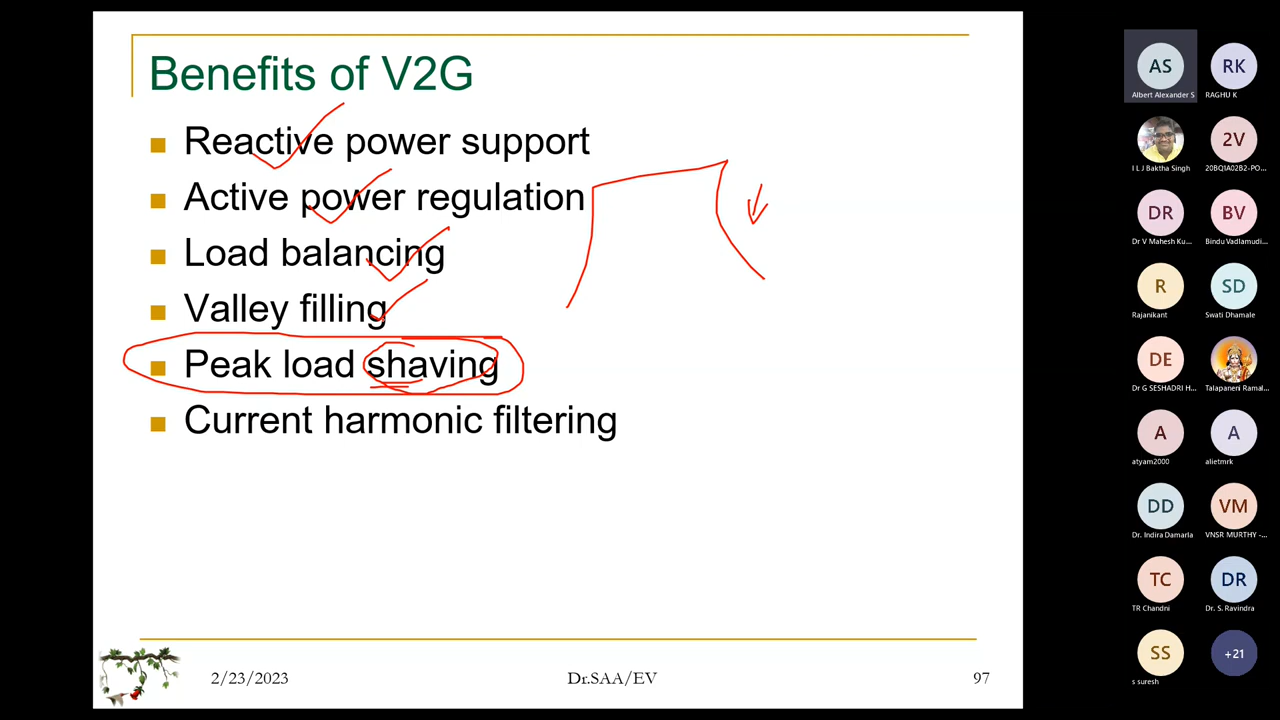 Benefits of V2G
Reactive power support
Active power regulation
Load balancing
Valley filling
Peak load shaving
Current harmonic filtering
2/23/2023
Dr.SAA/EV
97
AS
Albert Alexander S
RK
RAGHU K
I L J Baktha Singh
2V
20BQ1A02B2-PO...
DR
Dr V Mahesh Ku...
BV
Bindu Vadlamudi...
R
Rajanikant
SD
Swati Dhamale
DE
Dr G SESHADRI H...
Talapaneni Ramal...
A
atyam2000
A
alietmrk
DD
Dr. Indira Damarla
VM
VNSR MURTHY -...
TC
TR Chandni
DR
Dr. S. Ravindra
SS
s suresh
+21